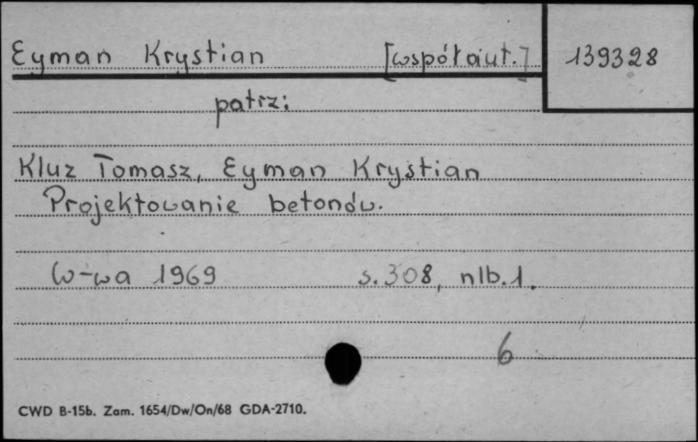 Eyman Krystian [współaut.] 139328
patrz:
Kluz Tomasz, Eyman Krystian
Projektowanie betonów.
W-wa 1969 s. 308, nlb. 1.
6
CWD B-15b. Zam. 1654/Dw/On/68 GDA-2710.